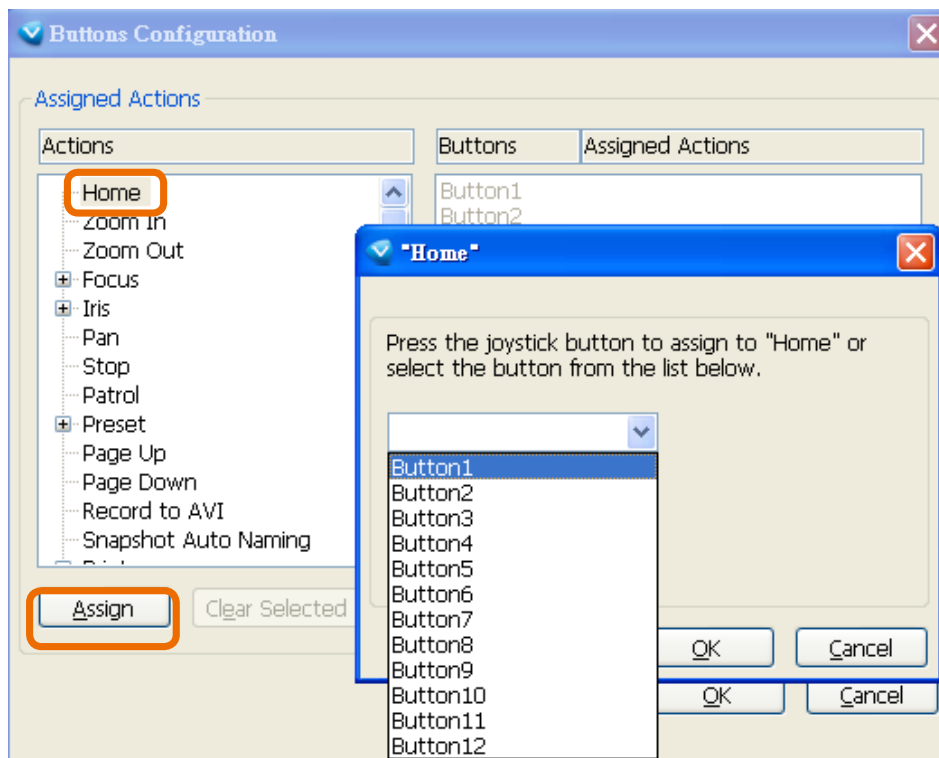 Buttons Configuration
Assigned Actions
Actions
Buttons
Assigned Actions
Home
Zoom In
Zoom Out
Focus
Iris
Pan
Stop
Patrol
Preset
Page Up
Page Down
Record to AVI
Snapshot Auto Naming
Button1
Button2
Assign
Clear Selected
"Home"
Press the joystick button to assign to "Home" or
select the button from the list below.
Button1
Button2
Button3
Button4
Button5
Button6
Button7
Button8
Button9
Button10
Button11
Button12
OK
Cancel
OK
Cancel